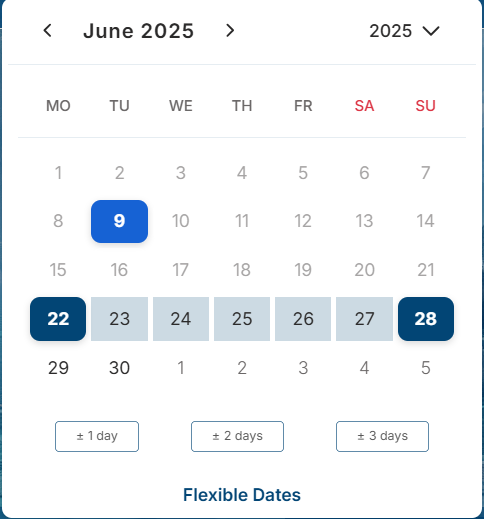 June 2025 2025
MO TU WE TH FR SA SU
1 2 3 4 5 6 7
8 9 10 11 12 13 14
15 16 17 18 19 20 21
22 23 24 25 26 27 28
29 30 1 2 3 4 5
± 1 day ± 2 days ± 3 days
Flexible Dates